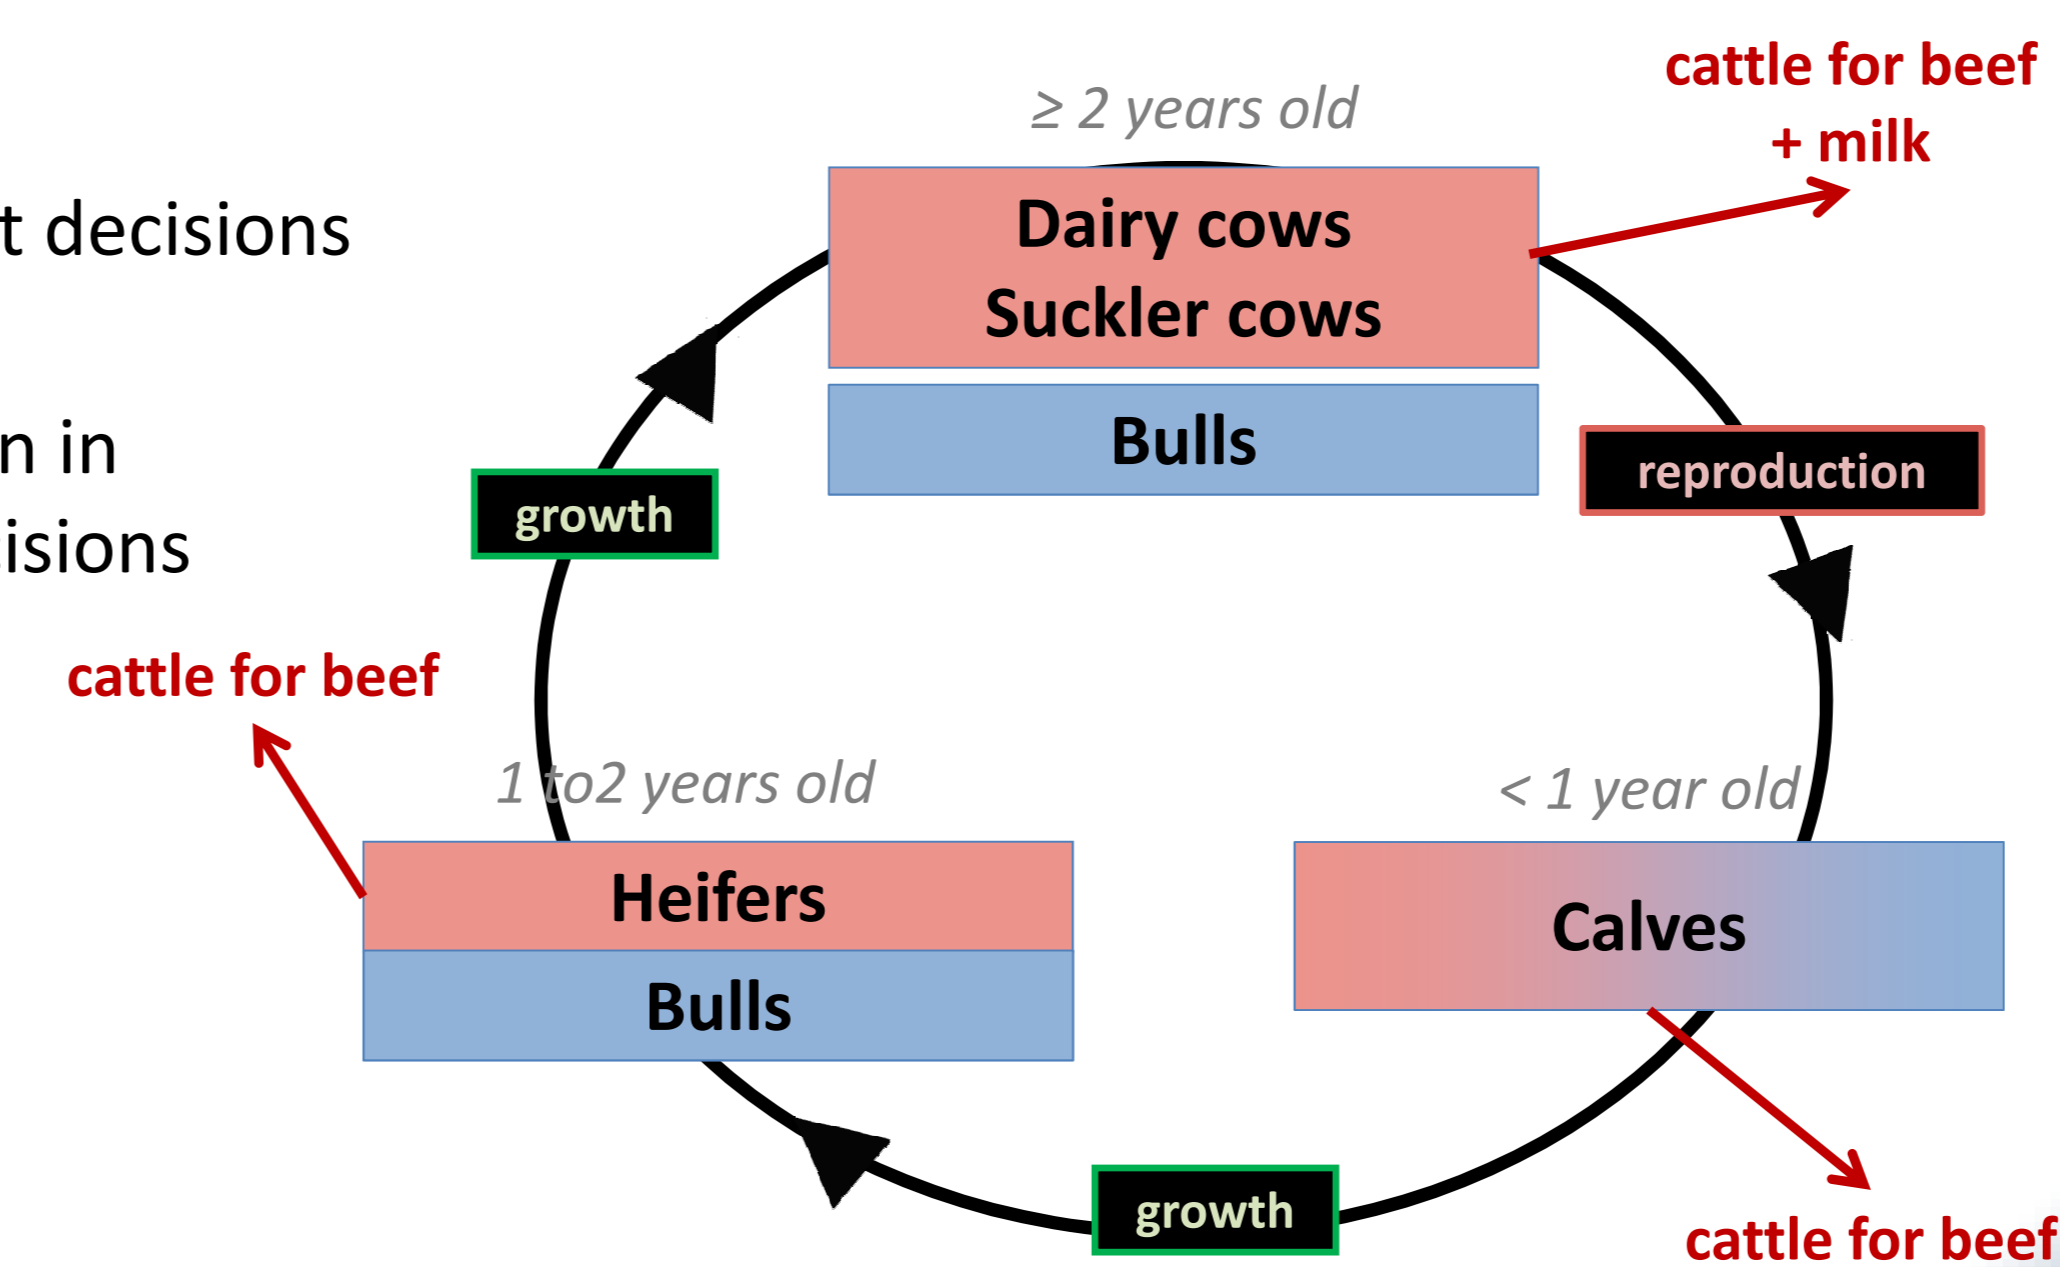 t decisions
n in
isions
≥ 2 years old
cattle for beef
+ milk
Dairy cows
Suckler cows
Bulls
reproduction
growth
cattle for beef
1 to2 years old
Heifers
Bulls
< 1 year old
Calves
growth
cattle for beef